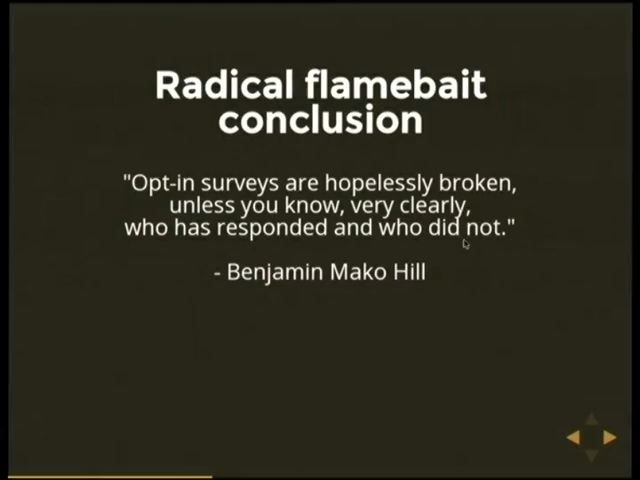 Radical flamebait
conclusion
"Opt-in surveys are hopelessly broken,
unless you know, very clearly,
who has responded and who did not."
- Benjamin Mako Hill